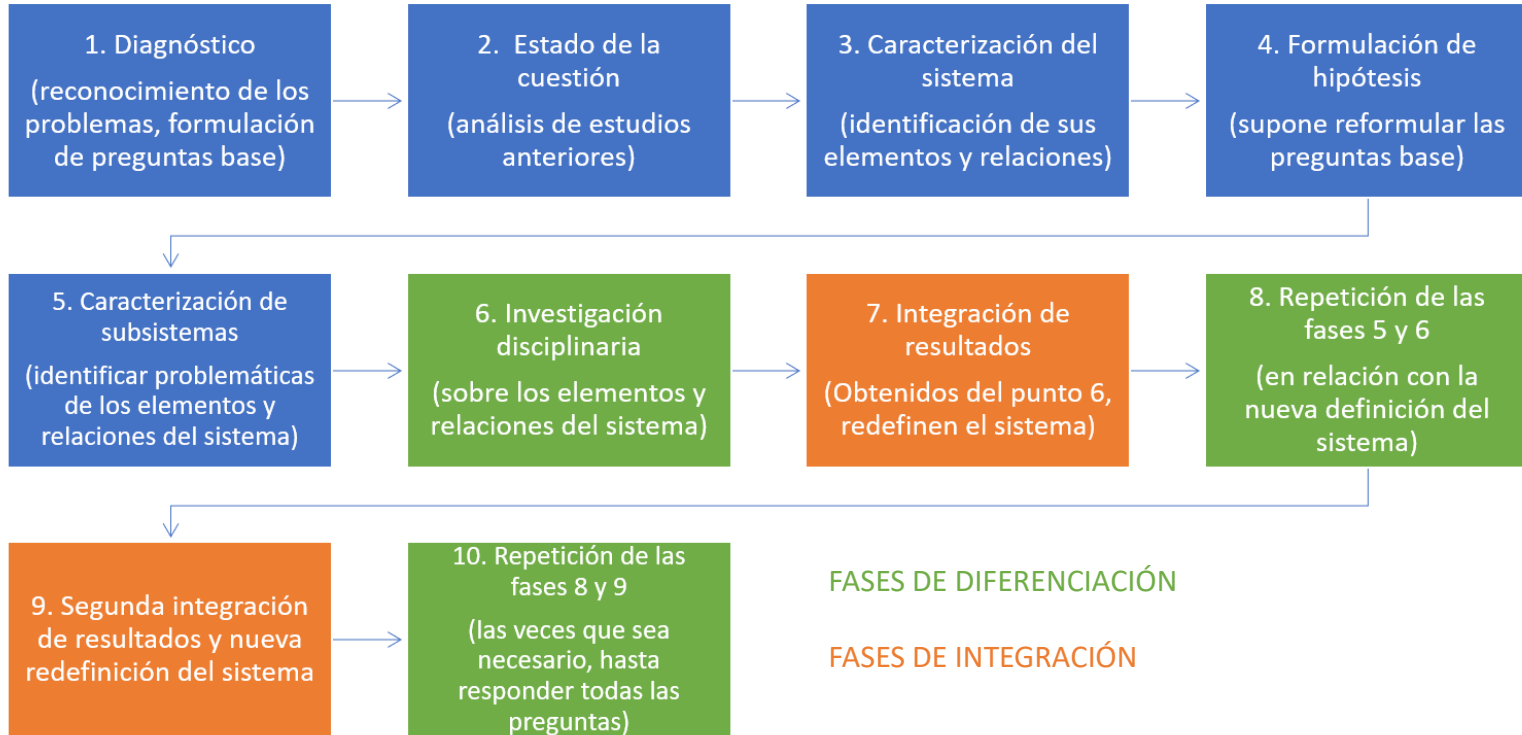 1. Diagnóstico
(reconocimiento de los
problemas, formulación
de preguntas base)
2. Estado de la
cuestión
(análisis de estudios
anteriores)
3. Caracterización del
sistema
(identificación de sus
elementos y relaciones)
4. Formulación de
hipótesis
(supone reformular las
preguntas base)
5. Caracterización de
subsistemas
(identificar problemáticas
de los elementos y
relaciones del sistema)
6. Investigación
disciplinaria
(sobre los elementos y
relaciones del sistema)
7. Integración de
resultados
(Obtenidos del punto 6,
redefinen el sistema)
8. Repetición de las
fases 5 y 6
(en relación con la
nueva definición del
sistema)
9. Segunda integración
de resultados y nueva
redefinición del sistema
10. Repetición de las
fases 8 y 9
(las veces que sea
necesario, hasta
responder todas las
preguntas)
FASES DE DIFERENCIACIÓN
FASES DE INTEGRACIÓN